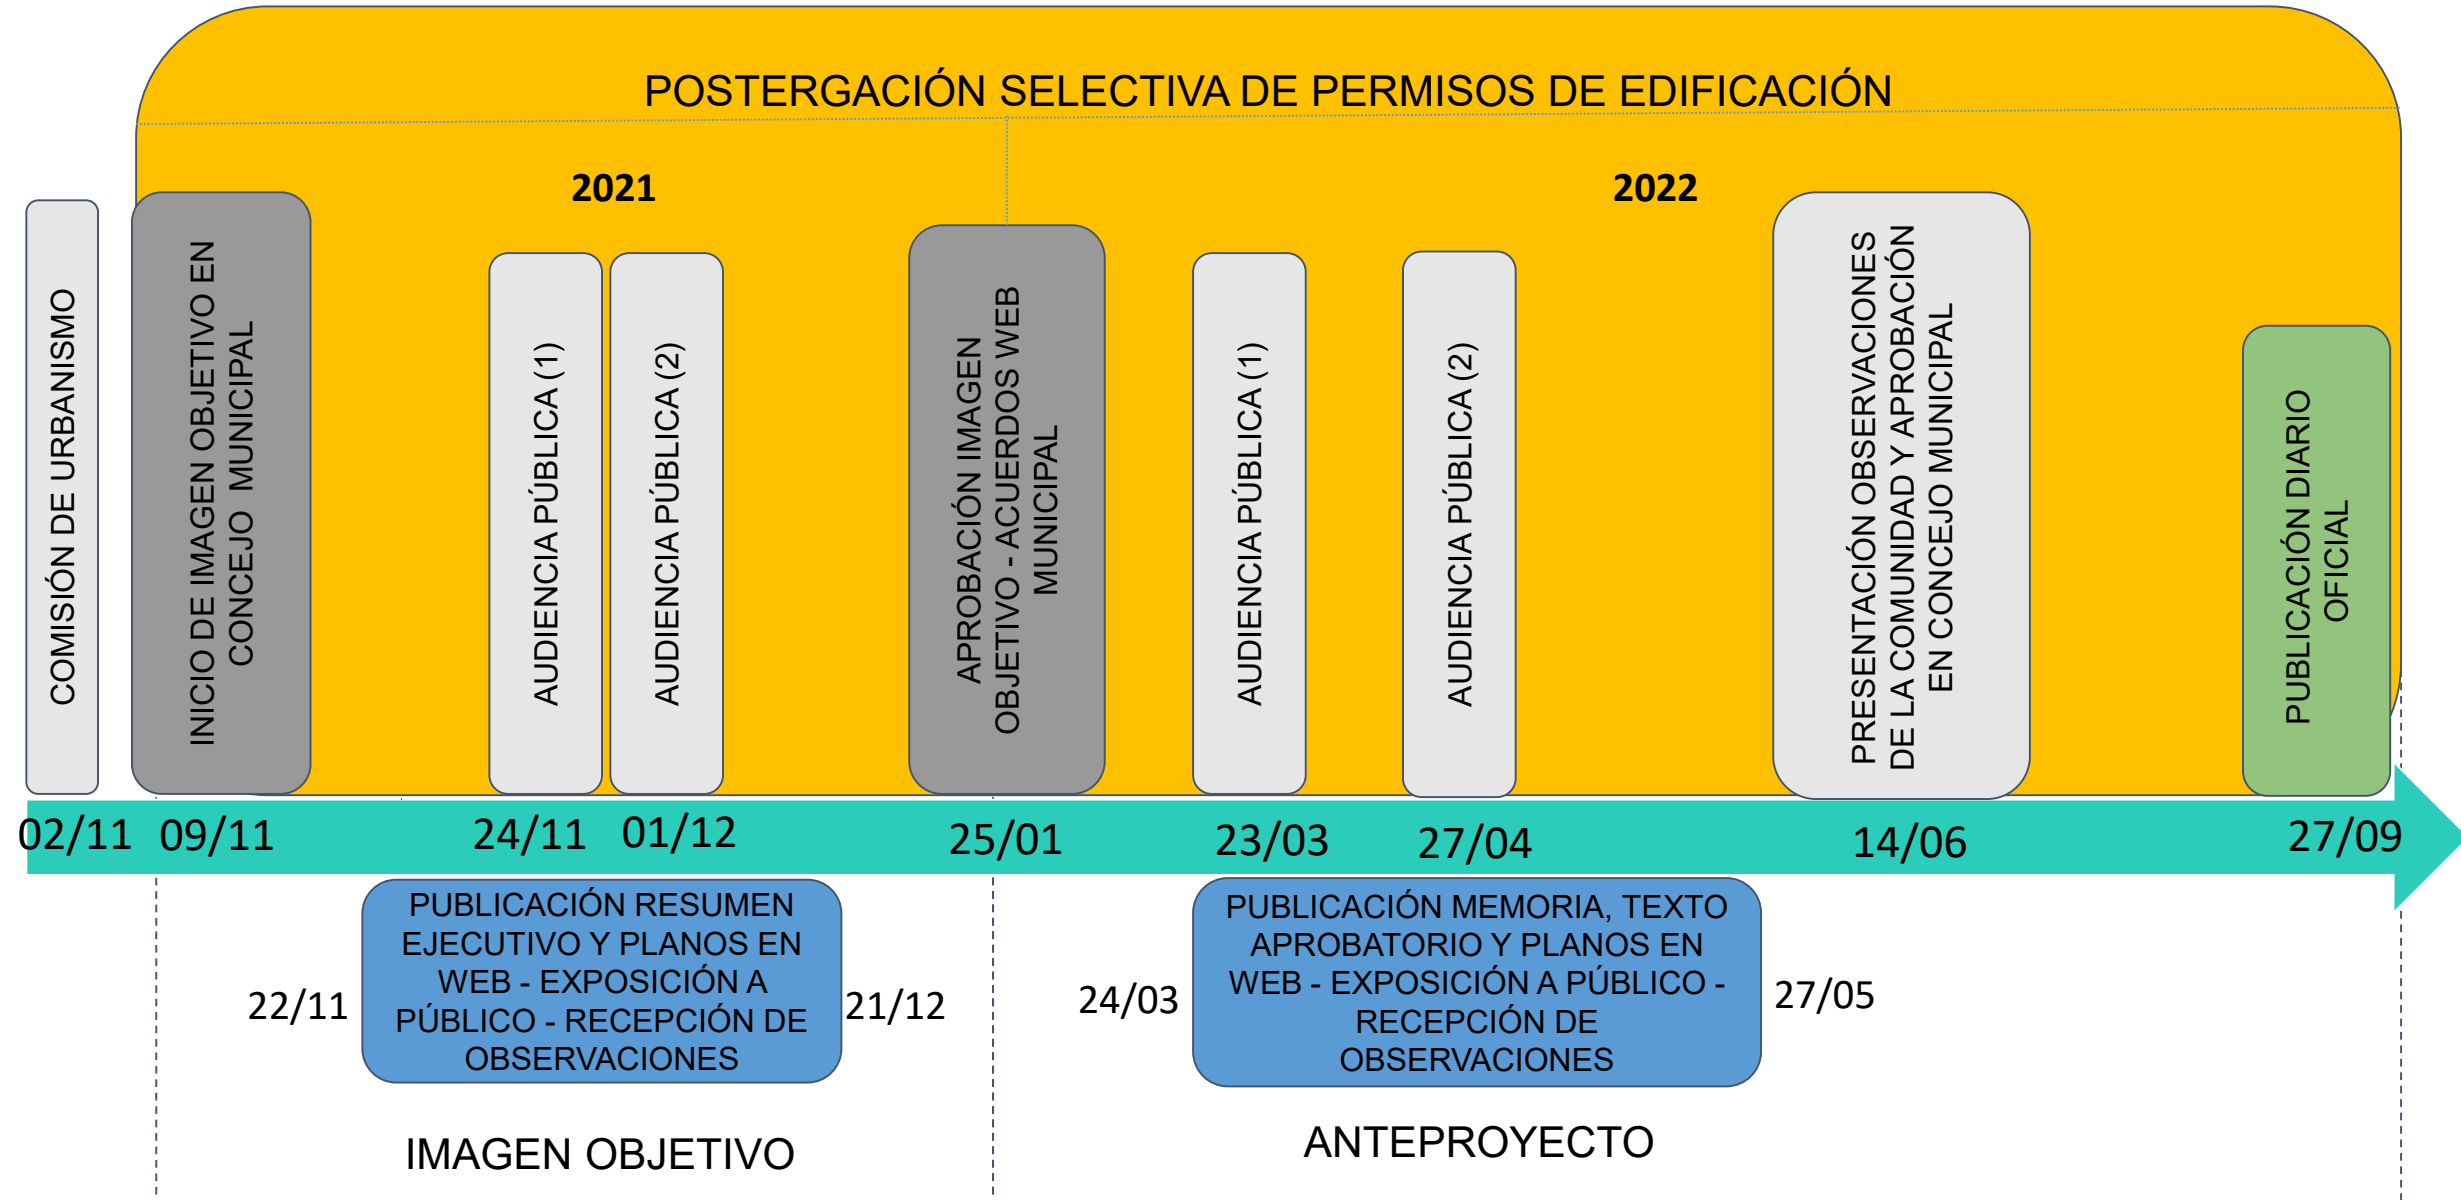 POSTERGACIÓN SELECTIVA DE PERMISOS DE EDIFICACIÓN
2021
2022
COMISIÓN DE URBANISMO
INICIO DE IMAGEN OBJETIVO EN
CONCEJO MUNICIPAL
AUDIENCIA PÚBLICA (1)
AUDIENCIA PÚBLICA (2)
APROBACIÓN IMAGEN
OBJETIVO - ACUERDOS WEB
MUNICIPAL
AUDIENCIA PÚBLICA (1)
AUDIENCIA PÚBLICA (2)
PRESENTACIÓN OBSERVACIONES
DE LA COMUNIDAD Y APROBACIÓN
EN CONCEJO MUNICIPAL
PUBLICACIÓN DIARIO
OFICIAL
02/11
09/11
24/11
01/12
25/01
23/03
27/04
14/06
27/09
22/11
PUBLICACIÓN RESUMEN
EJECUTIVO Y PLANOS EN
WEB - EXPOSICIÓN A
PÚBLICO - RECEPCIÓN DE
OBSERVACIONES
21/12
24/03
PUBLICACIÓN MEMORIA, TEXTO
APROBATORIO Y PLANOS EN
WEB - EXPOSICIÓN A PÚBLICO -
RECEPCIÓN DE
OBSERVACIONES
27/05
IMAGEN OBJETIVO
ANTEPROYECTO